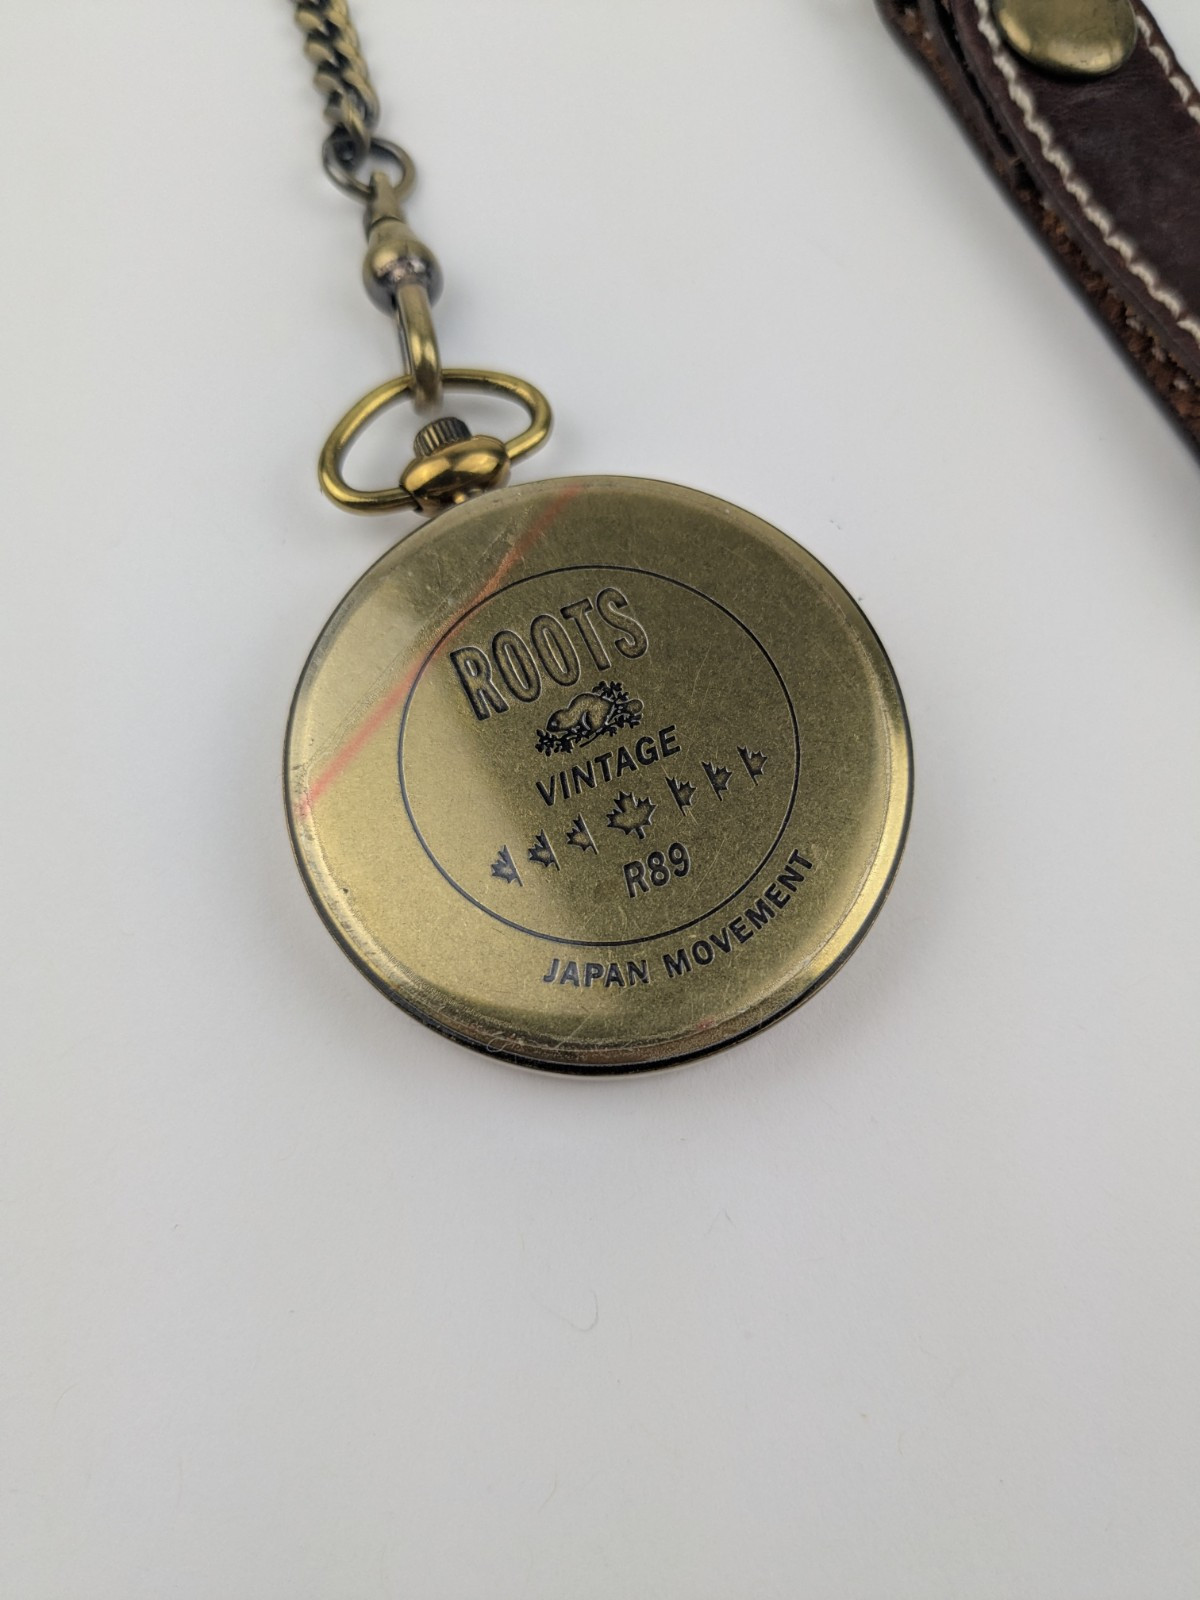 ROOTS
VINTAGE
R89
JAPAN MOVEMENT